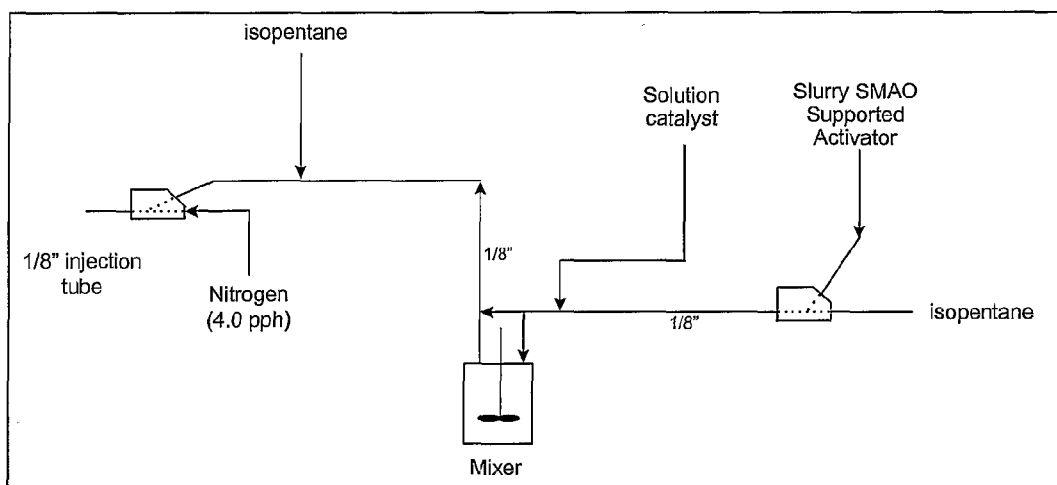 isopentane
Solution
catalyst
Slurry SMAO
Supported
Activator
1/8” injection
tube
Nitrogen
(4.0 pph)
1/8”
1/8”
isopentane
Mixer